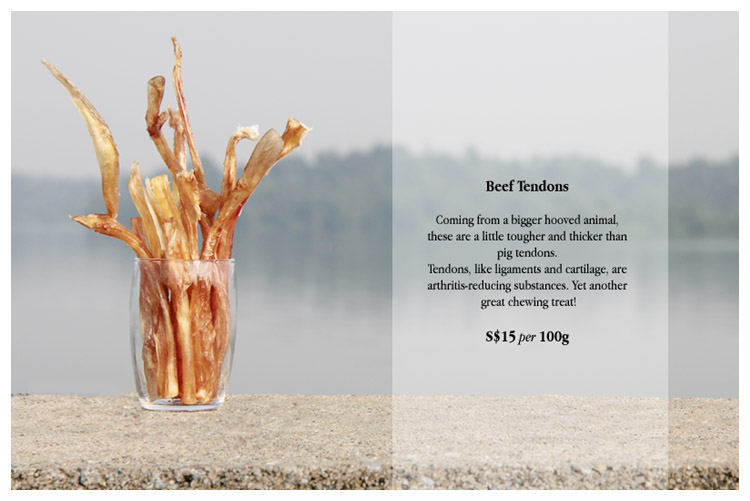 Beef Tendons
Coming from a bigger hooved animal,
these are a little tougher and thicker than
pig tendons.
Tendons, like ligaments and cartilage, are
arthritis-reducing substances. Yet another
great chewing treat!
S$15 per 100g